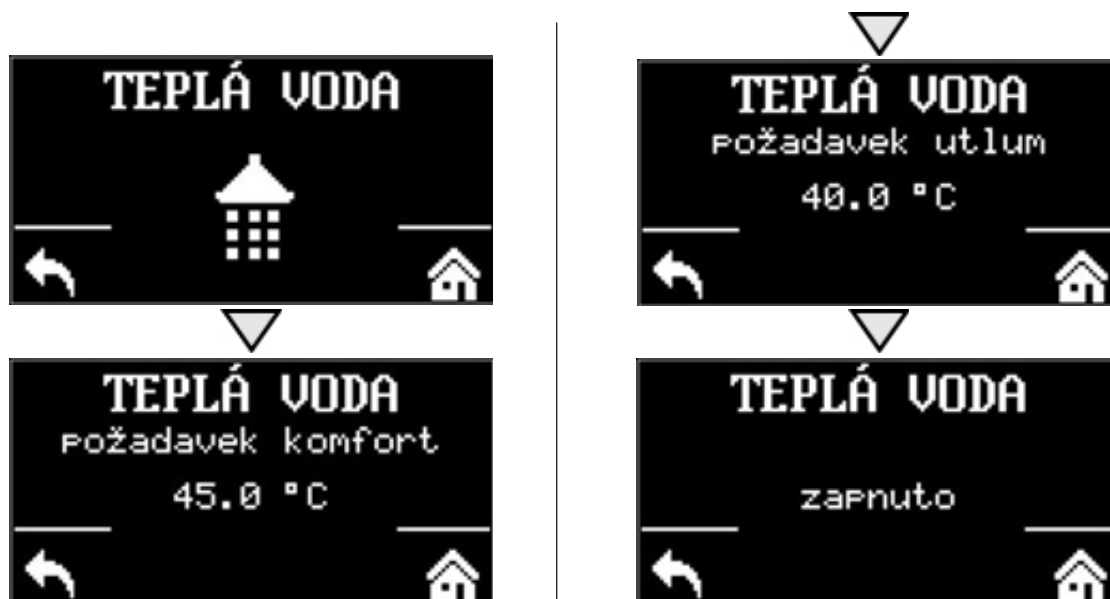 TEPLÁ VODA
TEPLÁ VODA
požadavek komfort
45.0 °C
TEPLÁ VODA
požadavek utlum
40.0 °C
TEPLÁ VODA
zapnuto